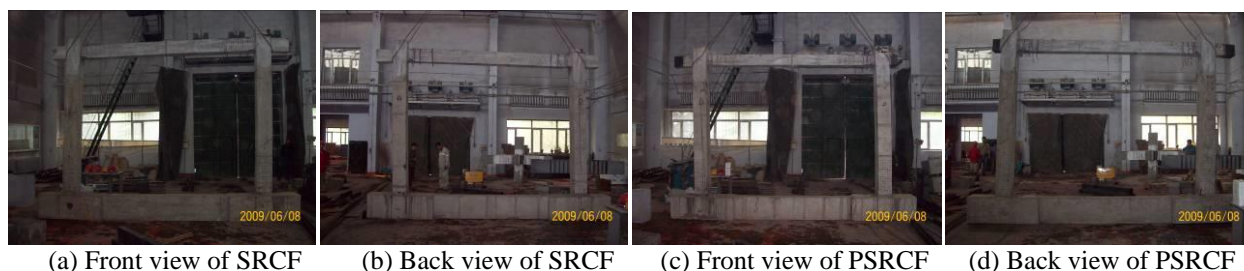 2009/06/08 2009/06/08 2009/06/08 2009/06/08
(a) Front view of SRCF (b) Back view of SRCF (c) Front view of PSRCF (d) Back view of PSRCF